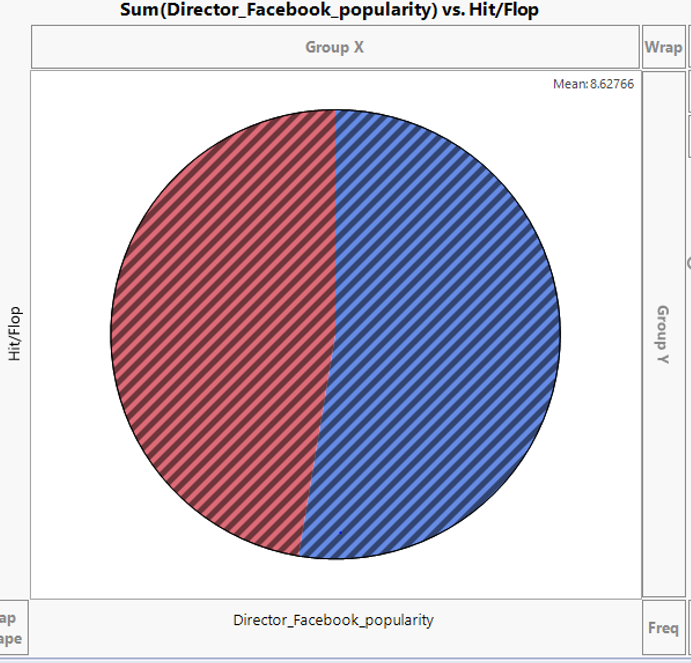 Sum(Director_Facebook_popularity) vs. Hit/Flop
Group X
Wrap
Mean:8.62766
Hit/Flop
Group Y
Director_Facebook_popularity
Freq